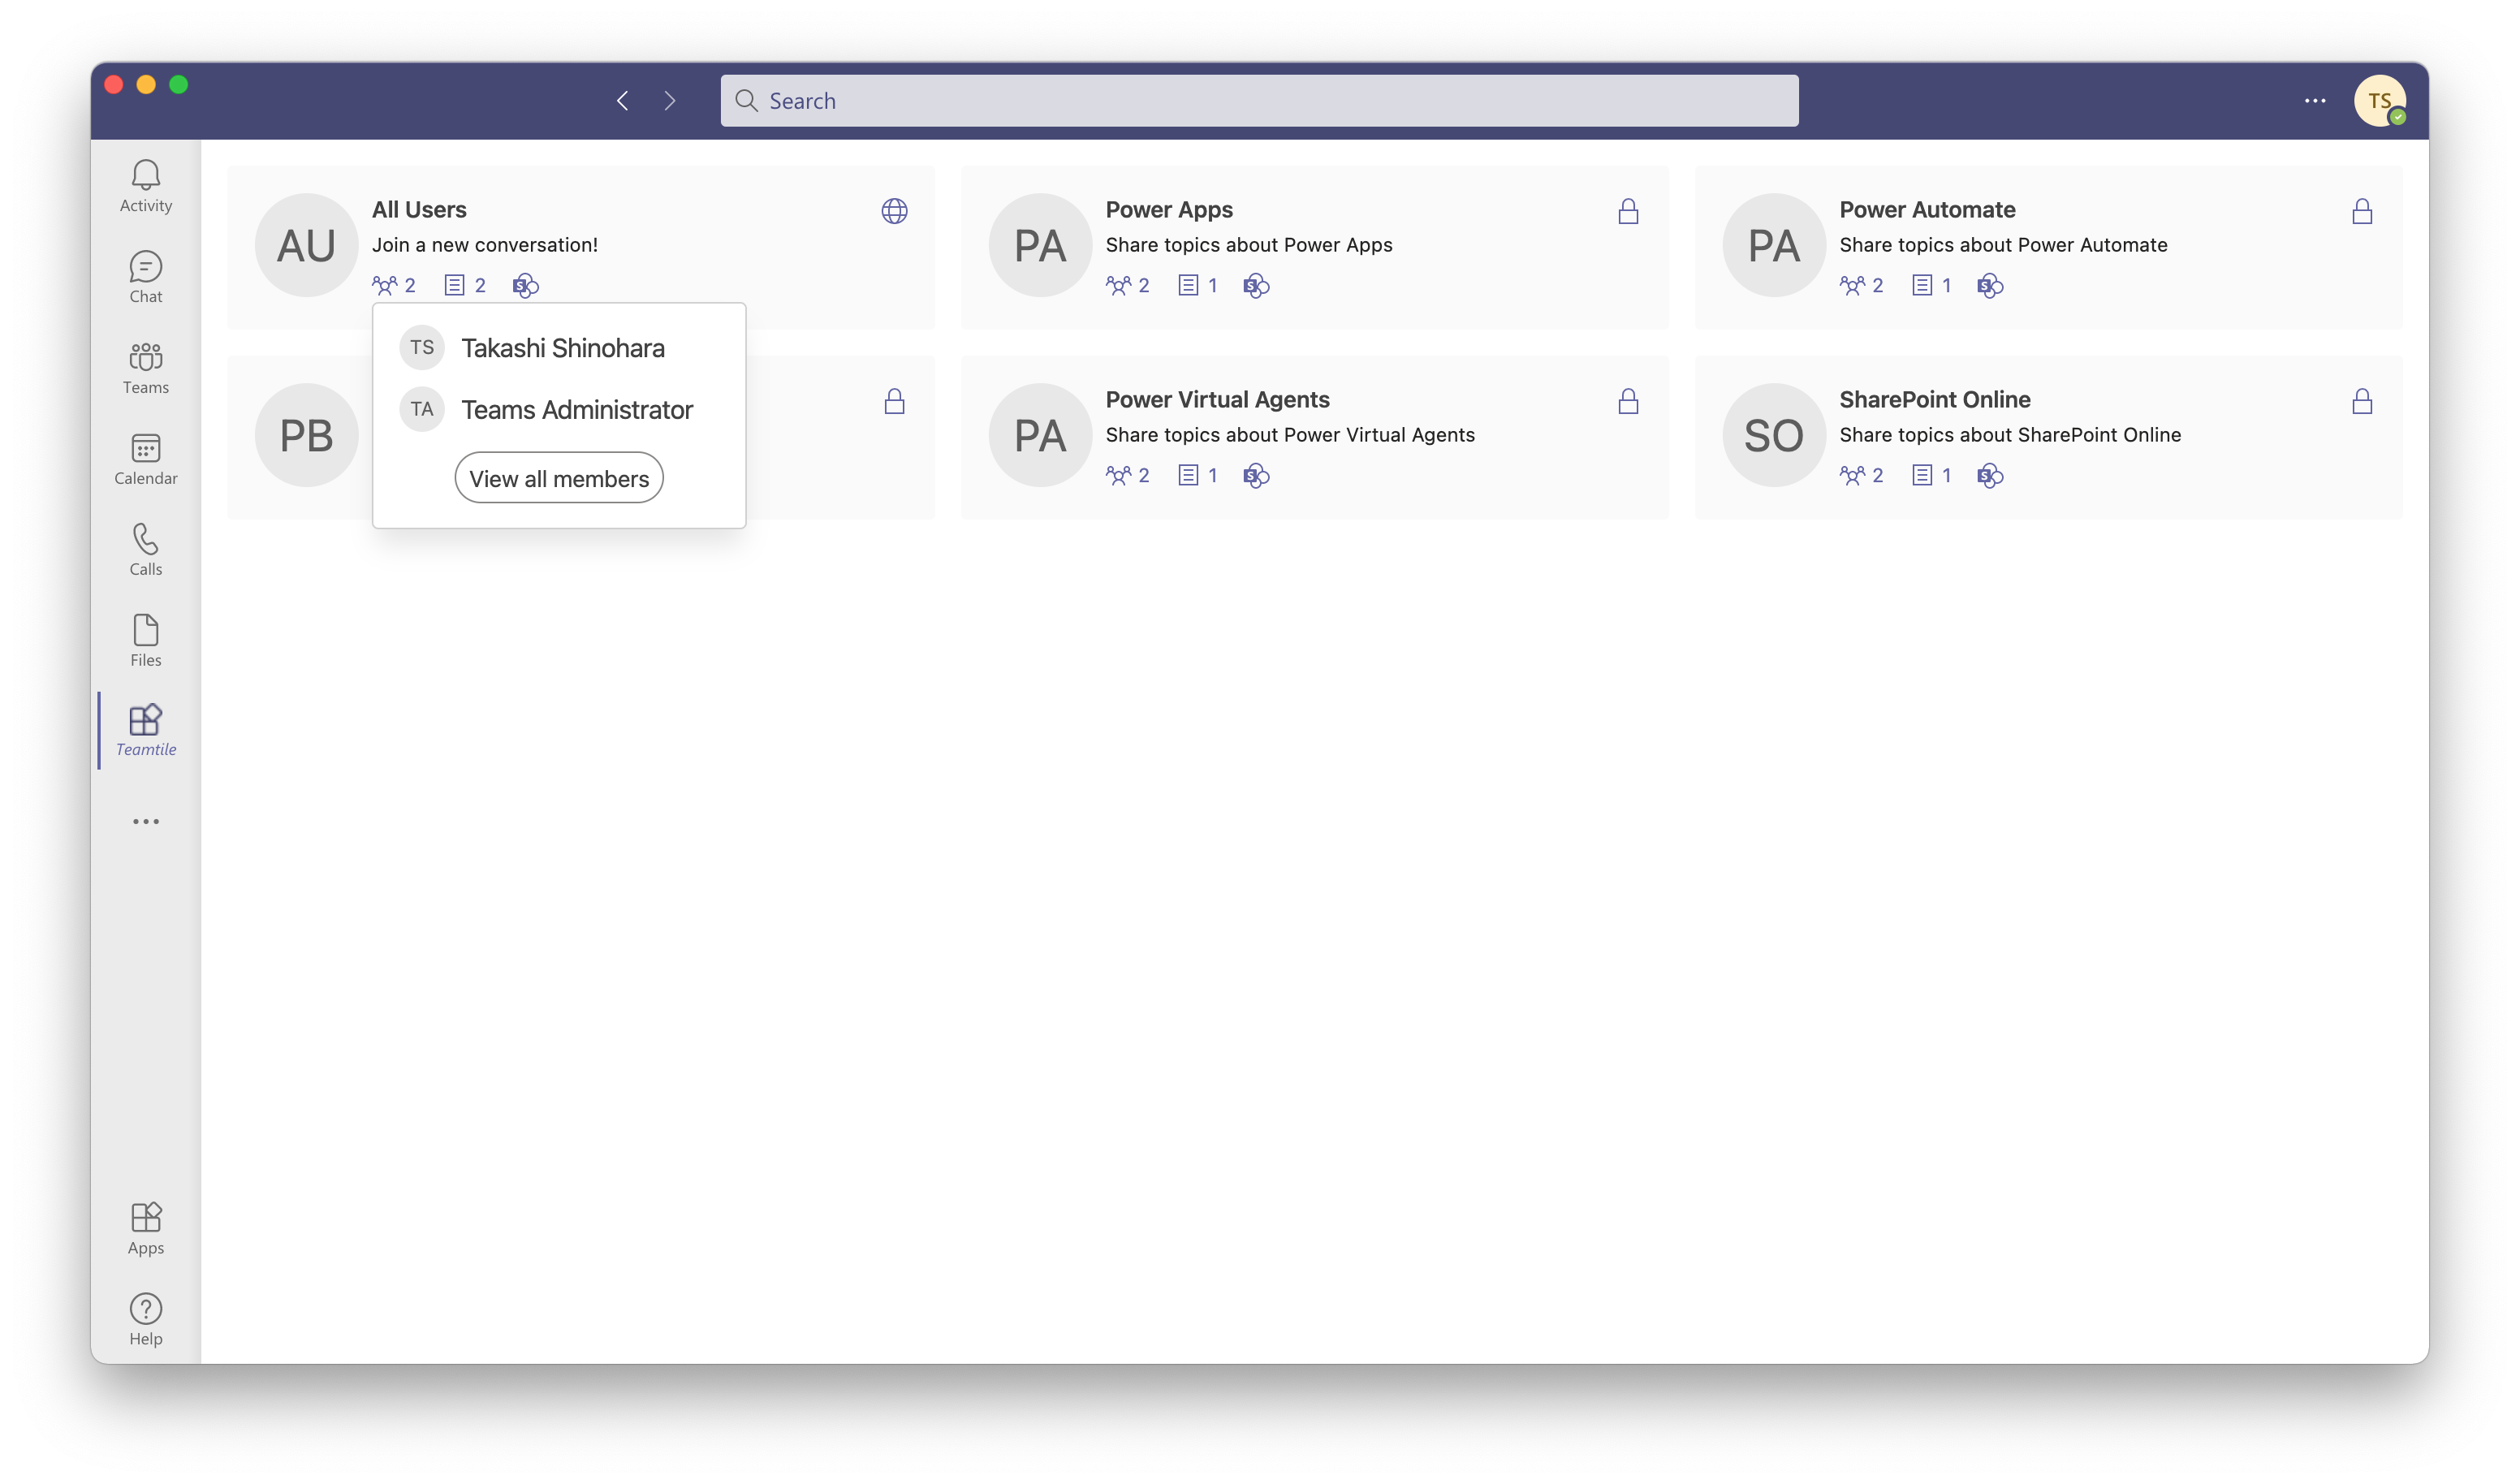 Search
TS
Activity
Chat
Teams
Calendar
Calls
Files
Teamtile
Apps
Help
AU
All Users
Join a new conversation!
2 2 S
PA
Power Apps
Share topics about Power Apps
2 1 S
PA
Power Automate
Share topics about Power Automate
2 1 S
TS Takashi Shinohara
TA Teams Administrator
View all members
PB
PA
Power Virtual Agents
Share topics about Power Virtual Agents
2 1 S
SO
SharePoint Online
Share topics about SharePoint Online
2 1 S